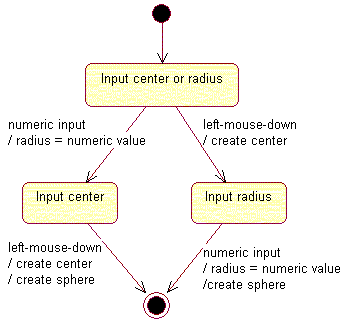 Input center or radius
numeric input
/ radius = numeric value
left-mouse-down
/ create center
Input center
Input radius
left-mouse-down
/ create center
/ create sphere
numeric input
/ radius = numeric value
/create sphere